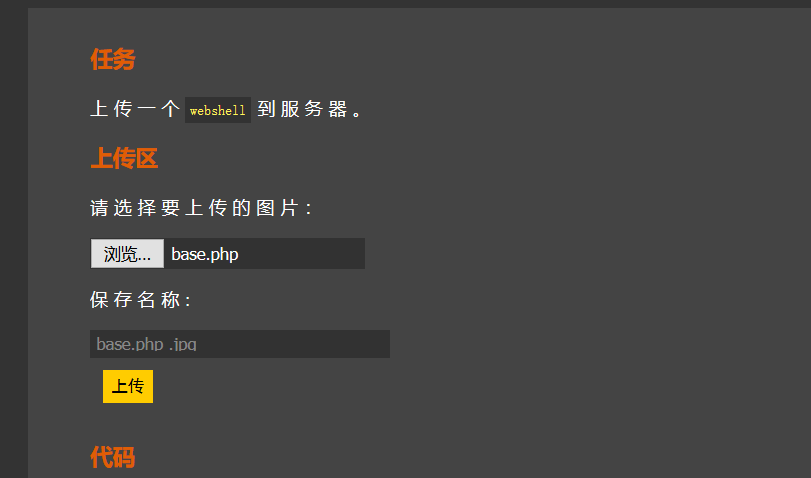 任务
上传一个 webshell 到服务器。
上传区
请选择要上传的图片：
浏览... base.php
保存名称：
base.php .jpg
上传
代码